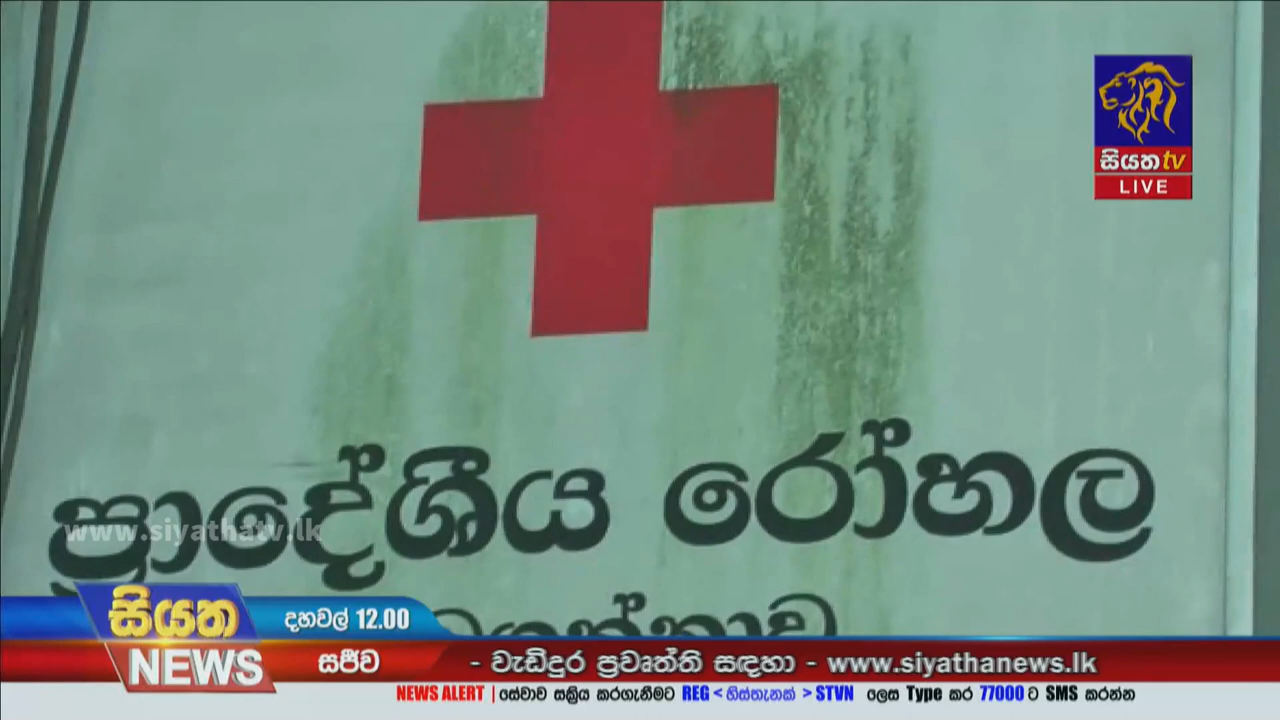 සියත tv
LIVE
ප්‍රාදේශීය රෝහල
www.siyathatv.lk
සියත
NEWS
දහවල් 12.00
සජීව
- වැඩිදුර ප්‍රවෘත්ති සඳහා - www.siyathanews.lk
NEWS ALERT | සේවාව සක්‍රිය කරගැනීමට REG < හිස්තැනක් > STVN ලෙස Type කර 77000 ට SMS කරන්න